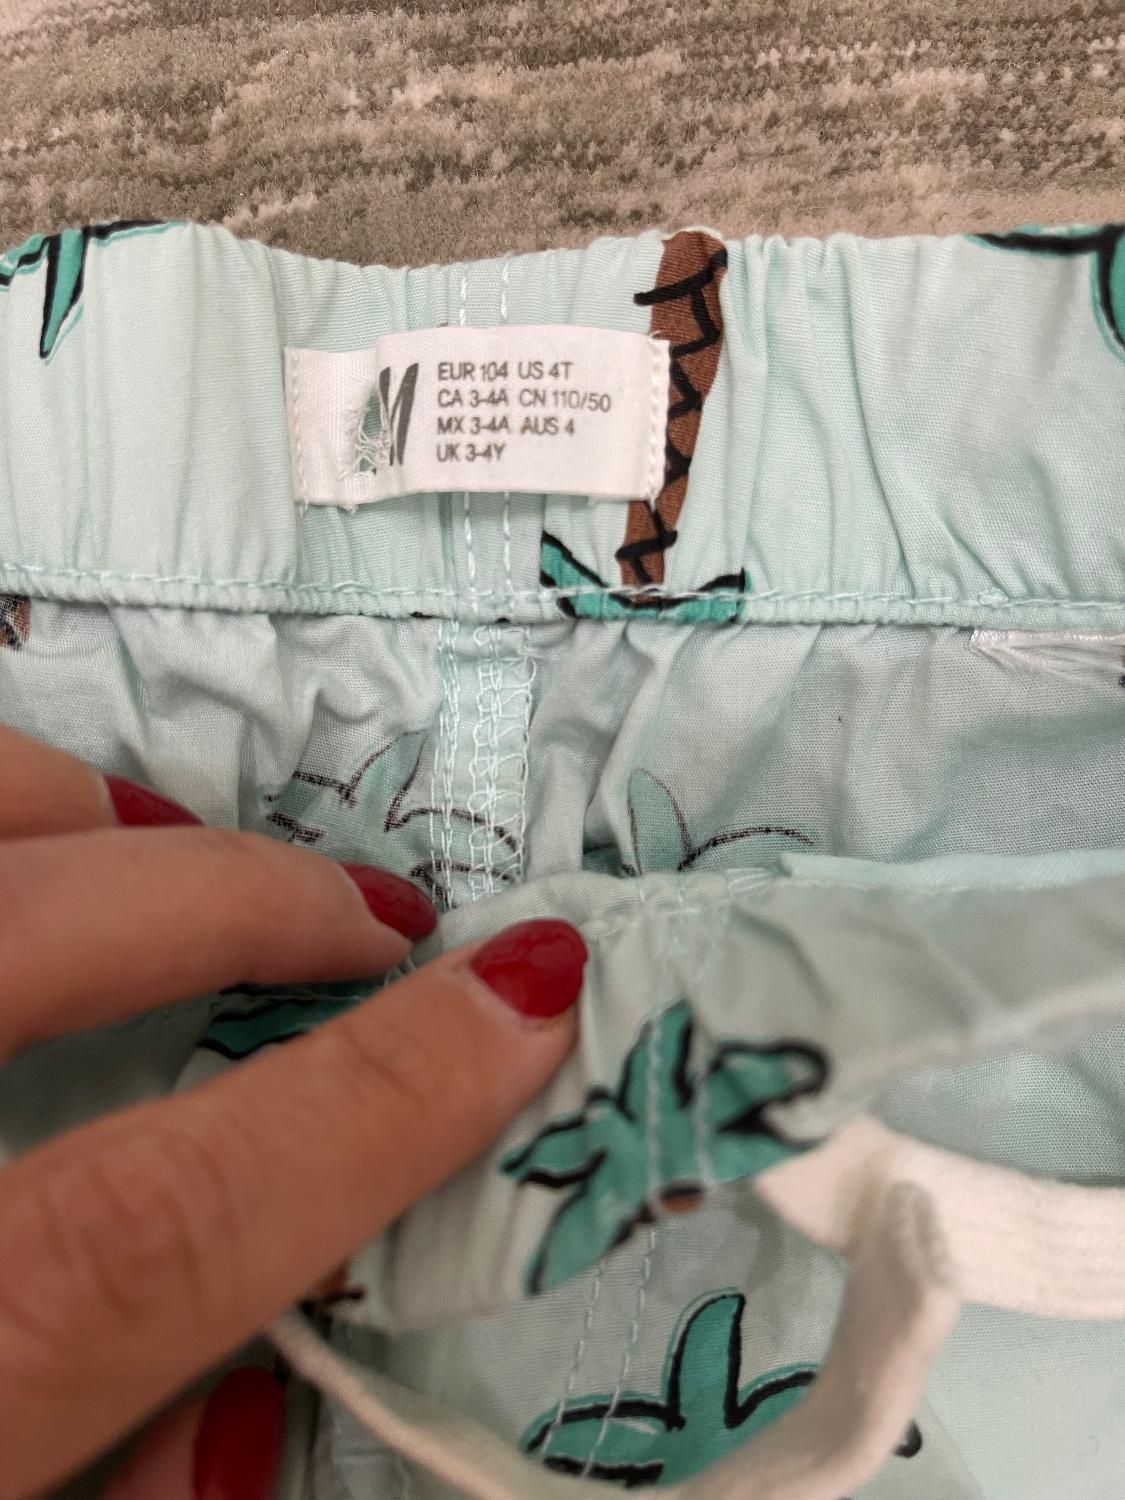 EUR 104 US 4T
CA 3-4A CN 110/50
MX 3-4A AUS 4
UK 3-4Y